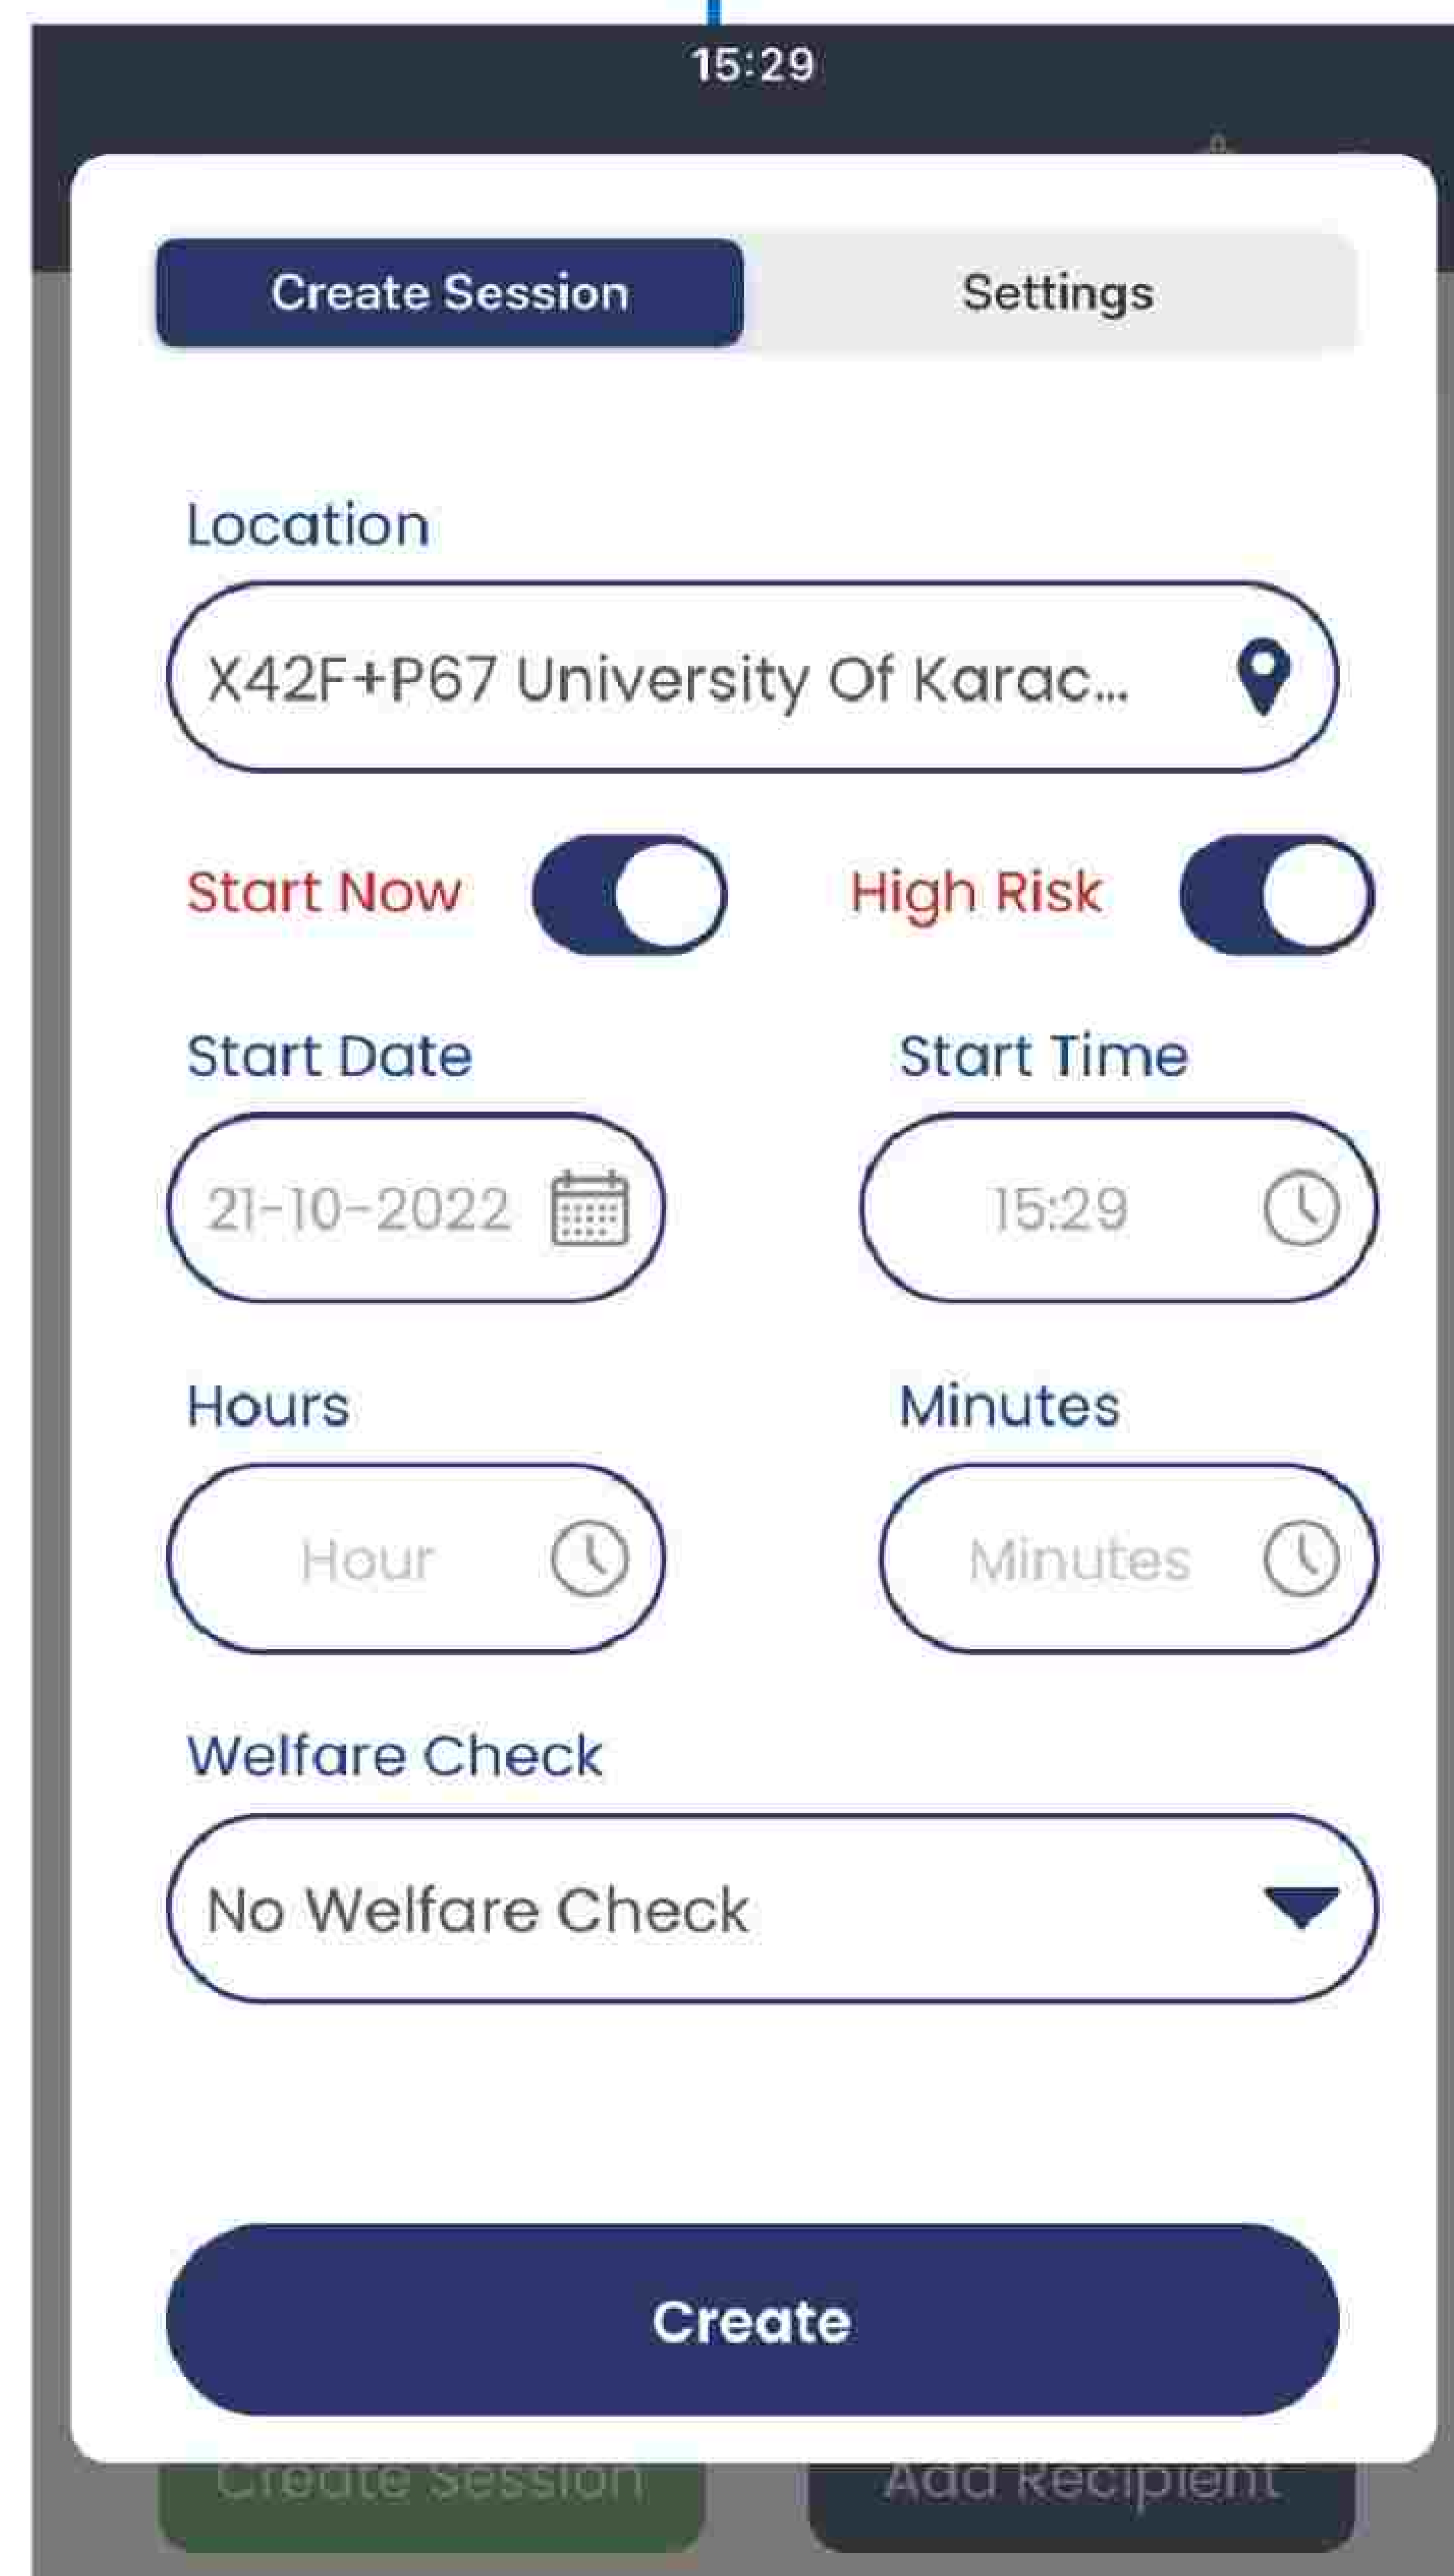 15:29
Create Session Settings
Location
X42F+P67 University Of Karac...
Start Now High Risk
Start Date Start Time
21-10-2022 15:29
Hours Minutes
Hour Minutes
Welfare Check
No Welfare Check
Create
Create Session Add Recipient